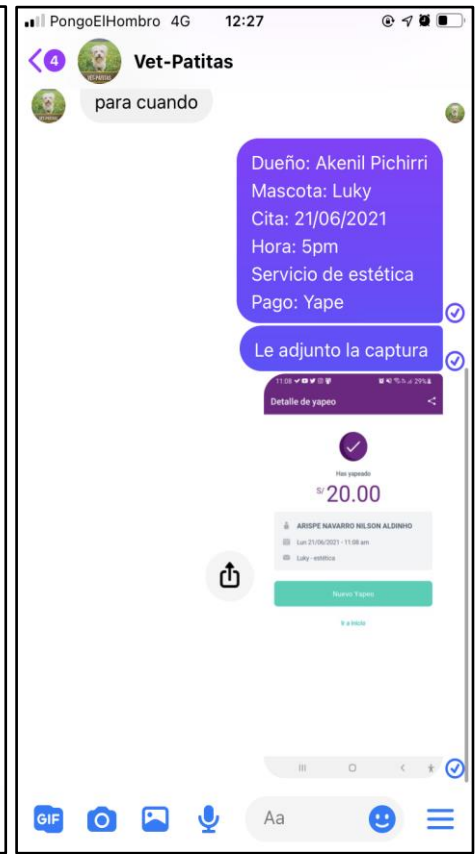 PongoElHombro 4G 12:27
4 Vet-Patitas
VET-PATITAS
para cuando
Dueño: Akenil Pichirri
Mascota: Luky
Cita: 21/06/2021
Hora: 5pm
Servicio de estética
Pago: Yape
Le adjunto la captura
11:08 29%
Detalle de yapeo
Has yapeado
S/ 20.00
ARISPE NAVARRO NILSON ALDINHO
Lun 21/06/2021 - 11:08 am
Luky - estética
Nuevo Yapeo
Ir a Inicio
GIF Aa